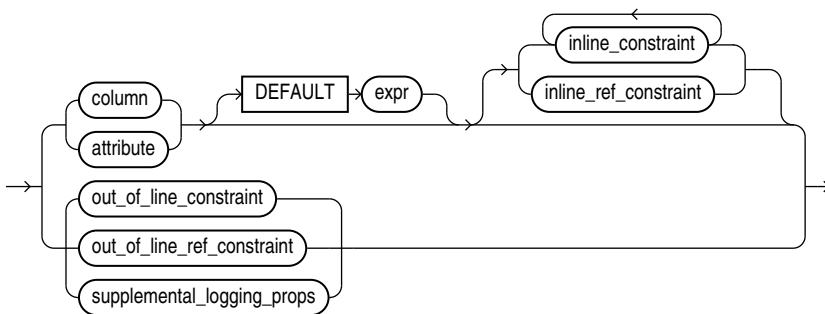 inline_constraint
column
DEFAULT
expr
inline_ref_constraint
attribute
out_of_line_constraint
out_of_line_ref_constraint
supplemental_logging_props